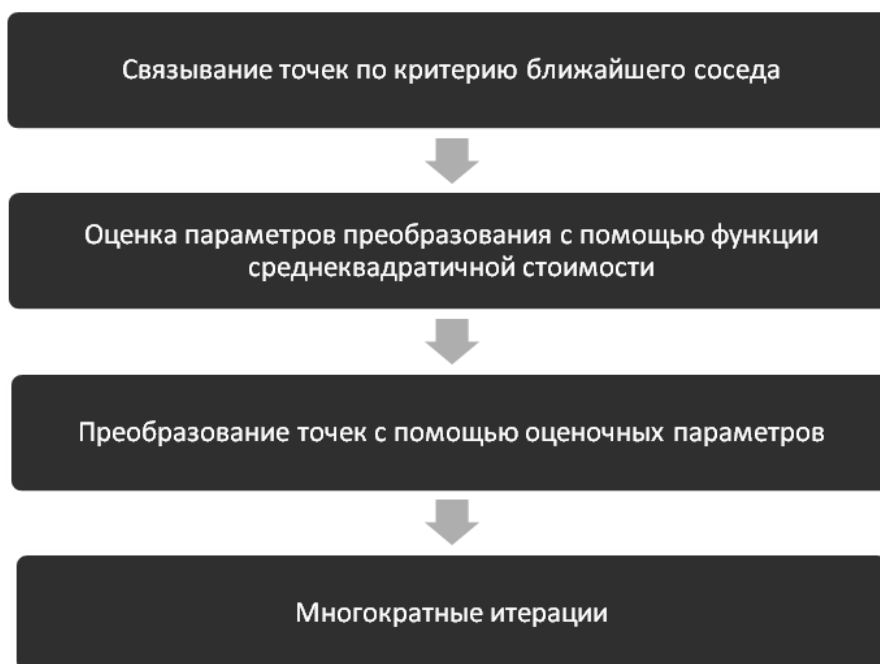 Связывание точек по критерию ближайшего соседа
Оценка параметров преобразования с помощью функции
среднеквадратичной стоимости
Преобразование точек с помощью оценочных параметров
Многократные итерации